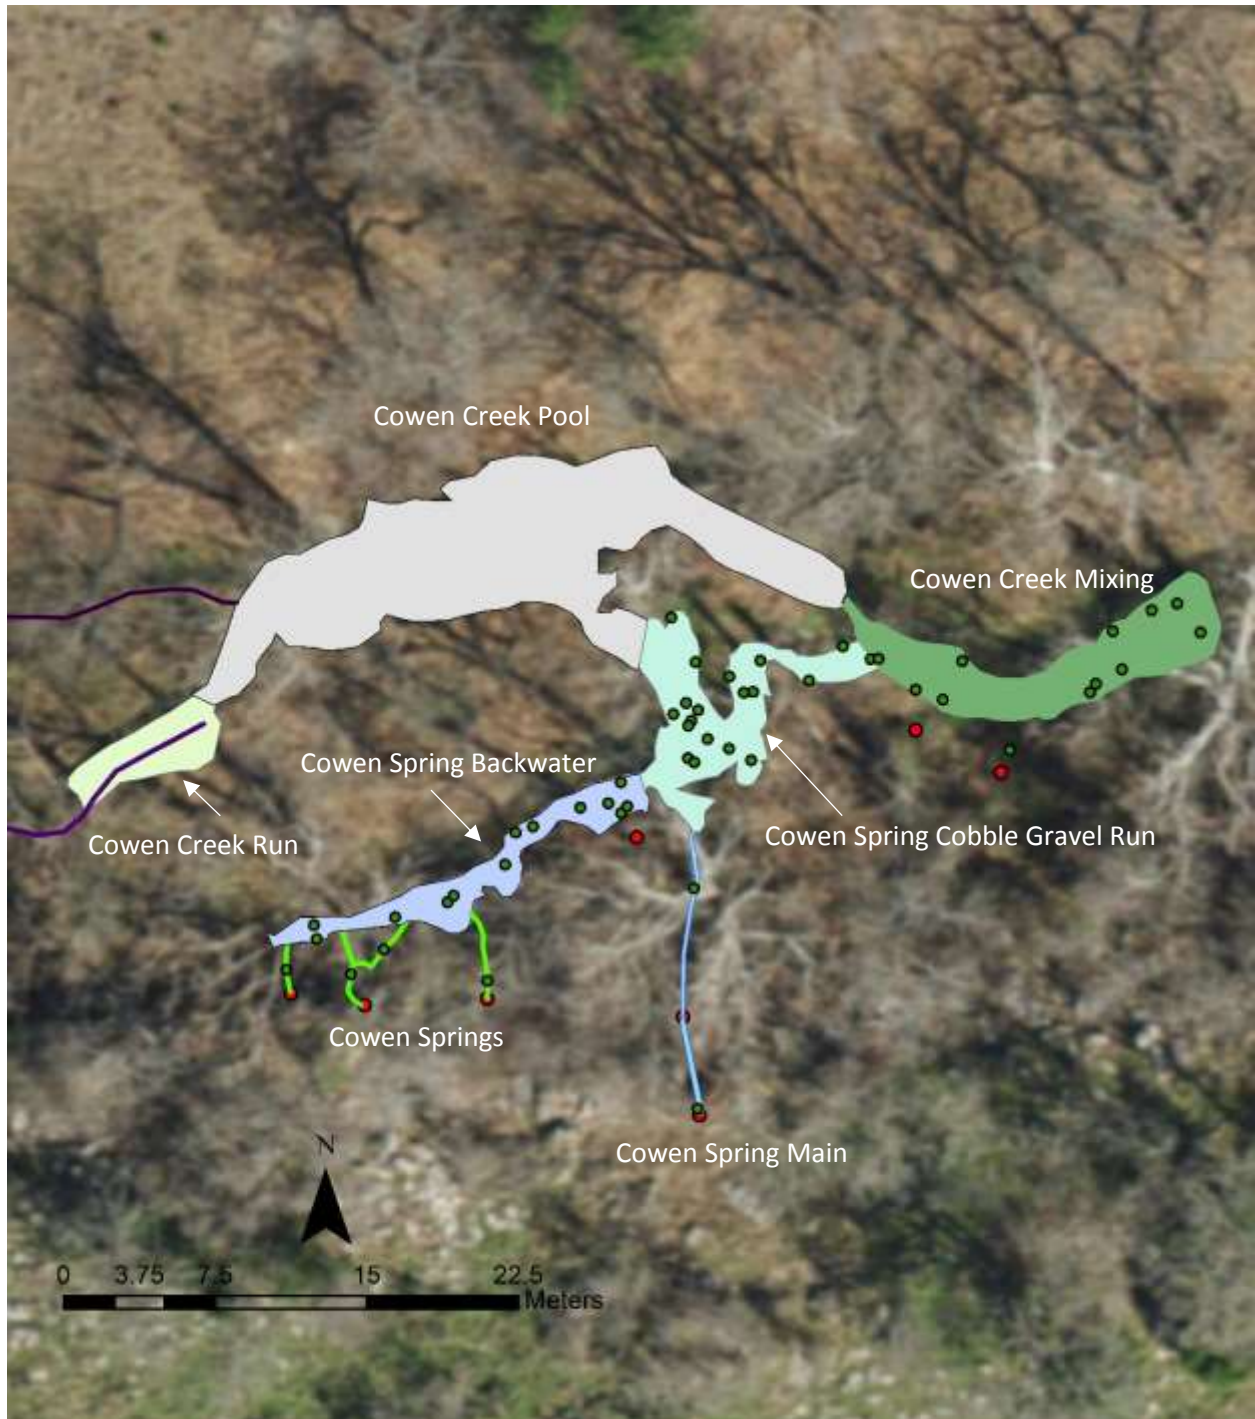 Cowen Creek Pool
Cowen Creek Mixing
Cowen Spring Backwater
Cowen Creek Run
Cowen Spring Cobble Gravel Run
Cowen Springs
Cowen Spring Main
N
0 3.75 7.5 15 22.5
Meters